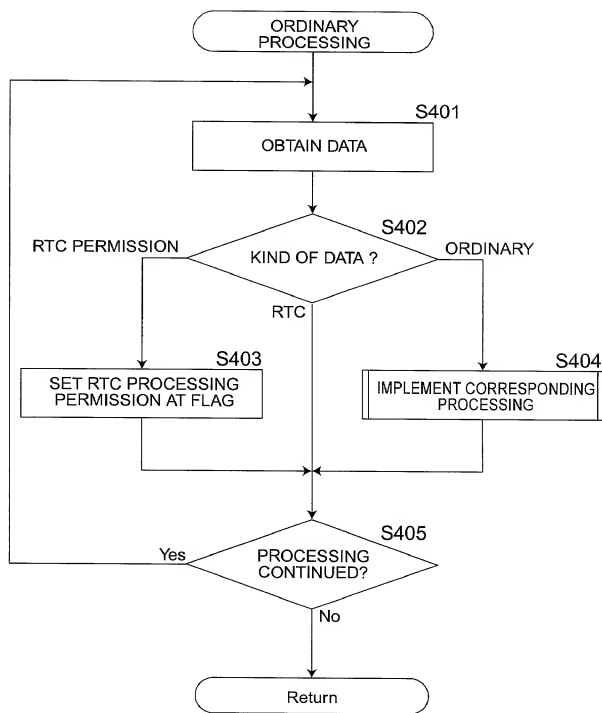 ORDINARY
PROCESSING
S401
OBTAIN DATA
S402
RTC PERMISSION
KIND OF DATA ?
ORDINARY
RTC
S403
SET RTC PROCESSING
PERMISSION AT FLAG
S404
IMPLEMENT CORRESPONDING
PROCESSING
S405
Yes
PROCESSING
CONTINUED?
No
Return